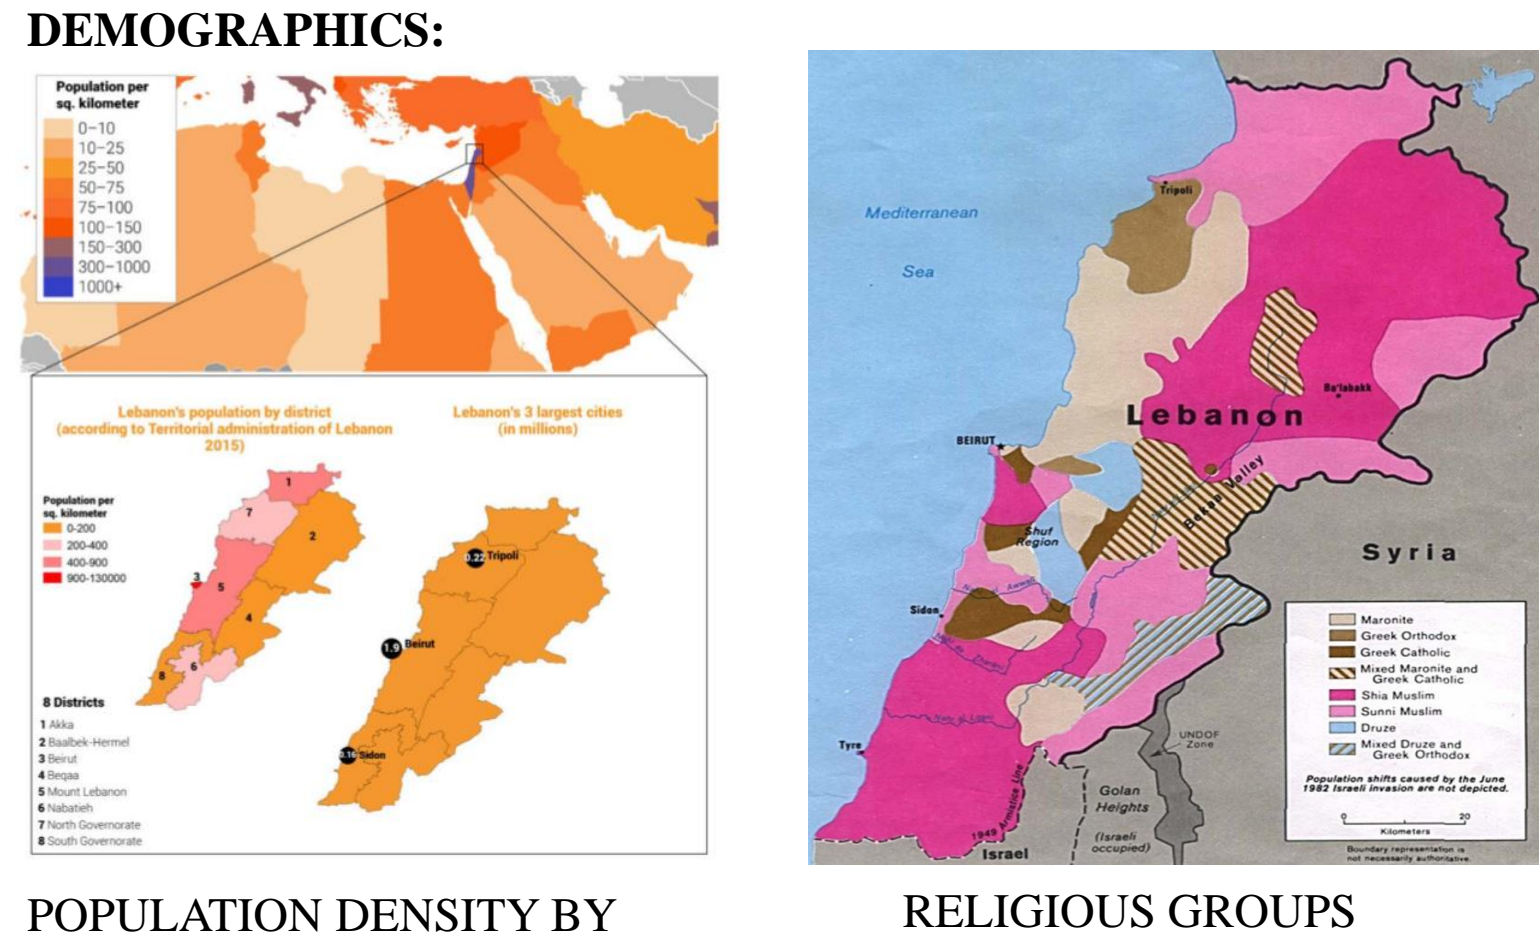 DEMOGRAPHICS:
Population per
sq. kilometer
0–10
10–25
25–50
50–75
75–100
100–150
150–300
300–1000
1000+
Lebanon's population by district
(according to Territorial administration of Lebanon
2015)
Lebanon's 3 largest cities
(in millions)
Population per
sq. kilometer
0-200
200-400
400-900
900-130000
1
7
2
3
5
4
6
8
0.22 Tripoli
1.9 Beirut
0.16 Sidon
8 Districts
1 Akka
2 Baalbek-Hermel
3 Beirut
4 Beqaa
5 Mount Lebanon
6 Nabatieh
7 North Governorate
8 South Governorate
POPULATION DENSITY BY
Tripoli
Mediterranean
Sea
Ba'labakk
Lebanon
BEIRUT
Bekaa Valley
Shuf
Region
Syria
Sidon
Tyre
1949 Armistice Line
Israel
UNDOF
Zone
Golan
Heights
(Israeli
occupied)
Maronite
Greek Orthodox
Greek Catholic
Mixed Maronite and
Greek Catholic
Shia Muslim
Sunni Muslim
Druze
Mixed Druze and
Greek Orthodox
Population shifts caused by the June
1982 Israeli invasion are not depicted.
0 20
Kilometers
Boundary representation is
not necessarily authoritative.
RELIGIOUS GROUPS